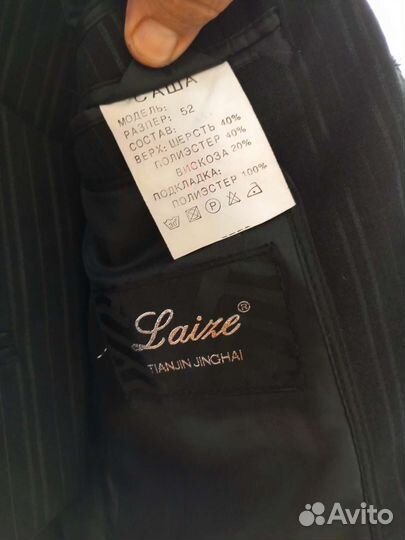 САША
МОДЕЛЬ:
РАЗМЕР: 52
СОСТАВ:
ВЕРХ: ШЕРСТЬ 40%
ПОЛИЭСТЕР 40%
ВИСКОЗА 20%
ПОДКЛАДКА:
ПОЛИЭСТЕР 100%
P
Laize ®
TIANJIN JINGHAI
Avito